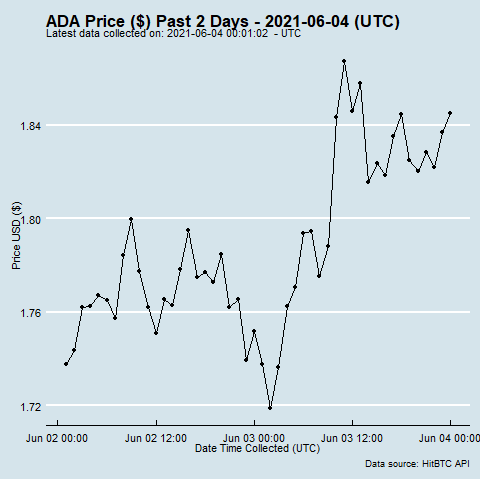 ADA Price ($) Past 2 Days - 2021-06-04 (UTC)
Latest data collected on: 2021-06-04 00:01:02  - UTC
1.84
1.80
1.76
1.72
Price USD ($)
Jun 02 00:00 Jun 02 12:00 Jun 03 00:00 Jun 03 12:00 Jun 04 00:00
Date Time Collected (UTC)
Data source: HitBTC API